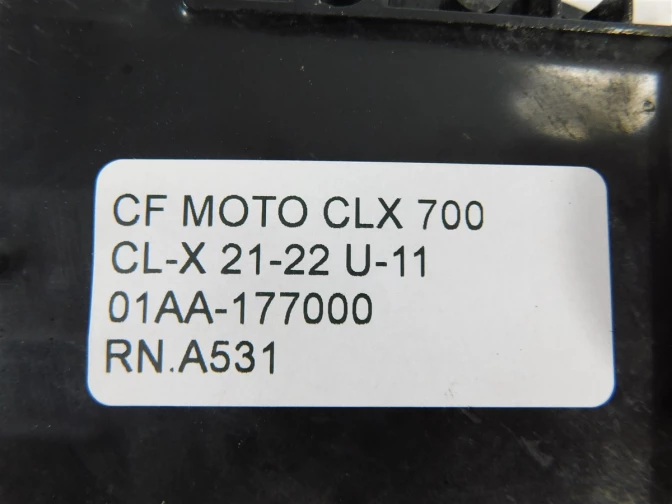 CF MOTO CLX 700
CL-X 21-22 U-11
01AA-177000
RN.A531